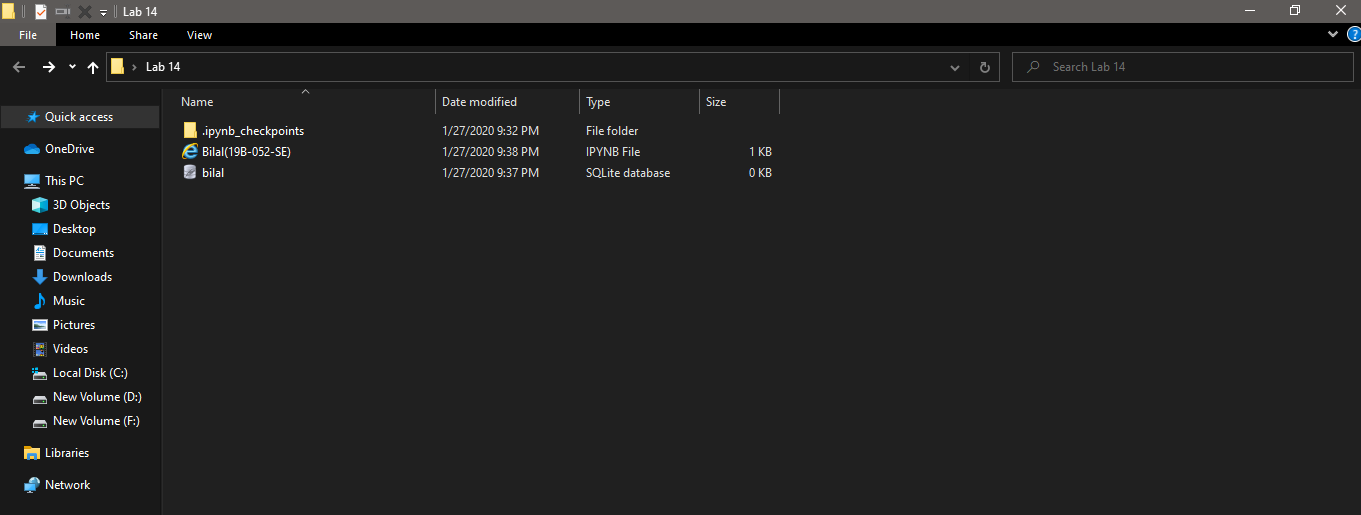 Lab 14
File Home Share View
Lab 14 Search Lab 14
Name Date modified Type Size
.ipynb_checkpoints 1/27/2020 9:32 PM File folder
Bilal(19B-052-SE) 1/27/2020 9:38 PM IPYNB File 1 KB
bilal 1/27/2020 9:37 PM SQLite database 0 KB
Quick access
OneDrive
This PC
3D Objects
Desktop
Documents
Downloads
Music
Pictures
Videos
Local Disk (C:)
New Volume (D:)
New Volume (F:)
Libraries
Network